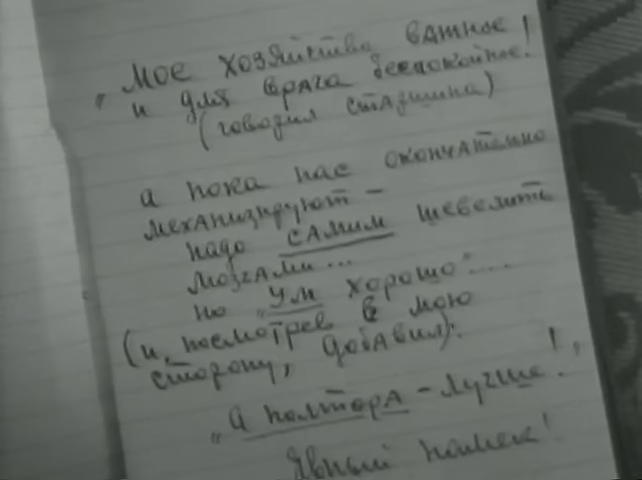 „Мое хозяйство важное
и для врага беспокойное!
(говорил старшина)
а пока нас окончательно
механизируют -
надо самим шевелить
мозгами...
но „ум хорошо"....
(и, посмотрев в мою
сторону, добавил):
„а полтора - лучше!„
Явный намек!